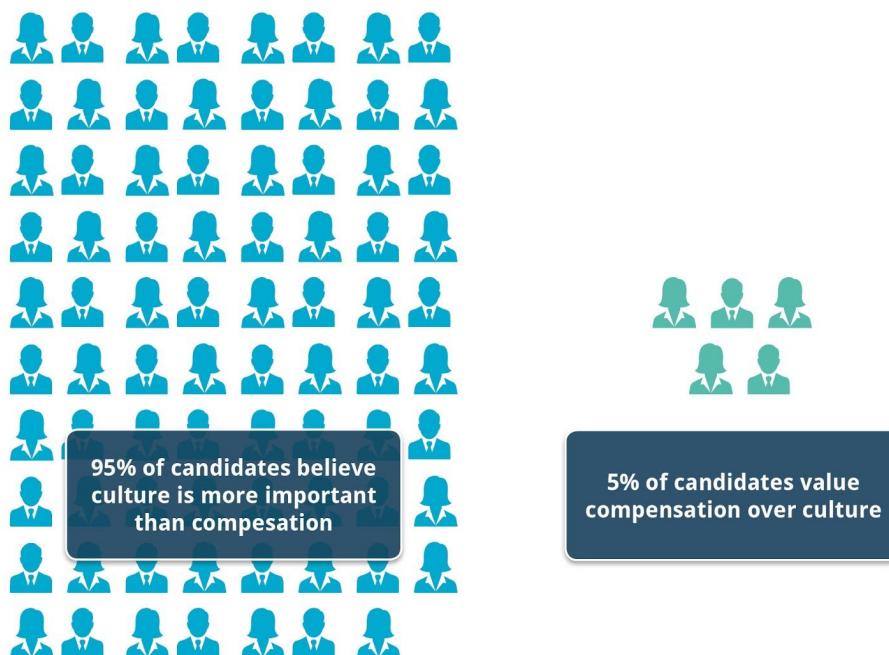 95% of candidates believe
culture is more important
than compesation
5% of candidates value
compensation over culture